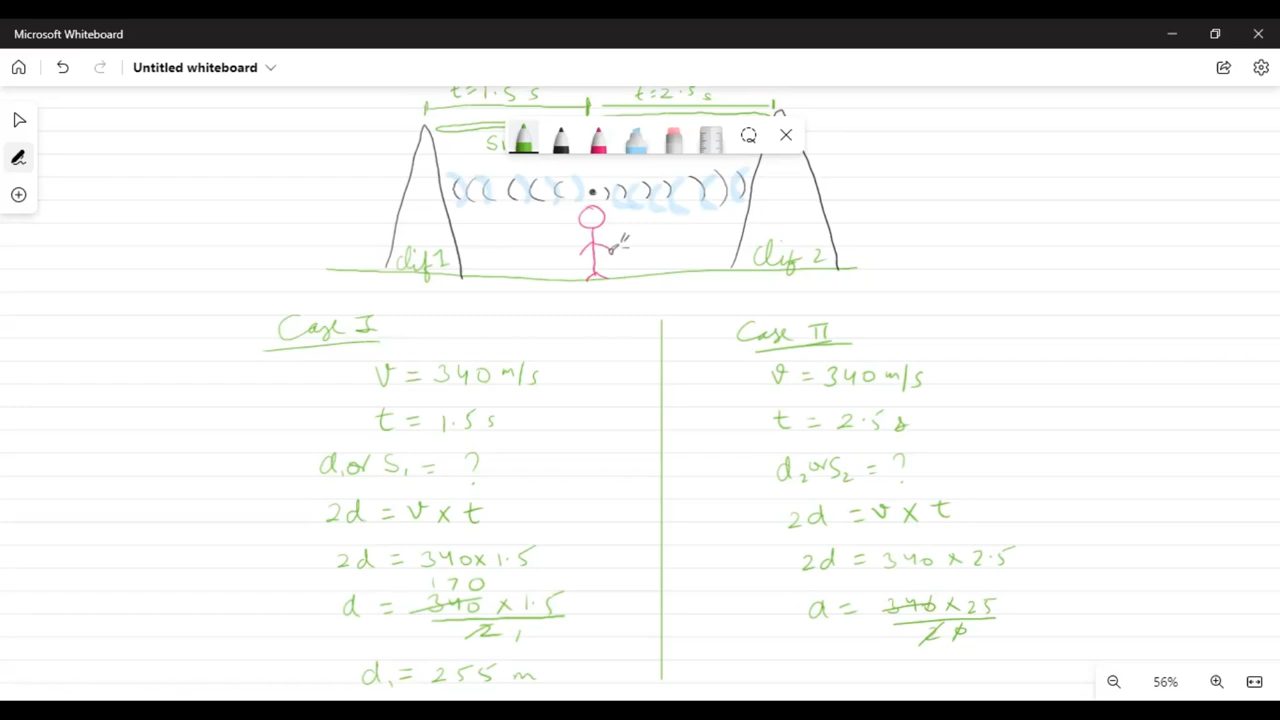 Microsoft Whiteboard
Untitled whiteboard
t=1.5 s
t=2.5 s
S1
clif 1
Clif 2
Case I
v = 340 m/s
t = 1.5 s
d1 or S1 = ?
2d = v × t
2d = 340×1.5
170
d = 340 × 1.5
2 1
d1 = 255 m
Case II
v = 340 m/s
t = 2.5 s
d2 or S2 = ?
2d = v × t
2d = 340 × 2.5
d = 340 × 25
2 0
56%